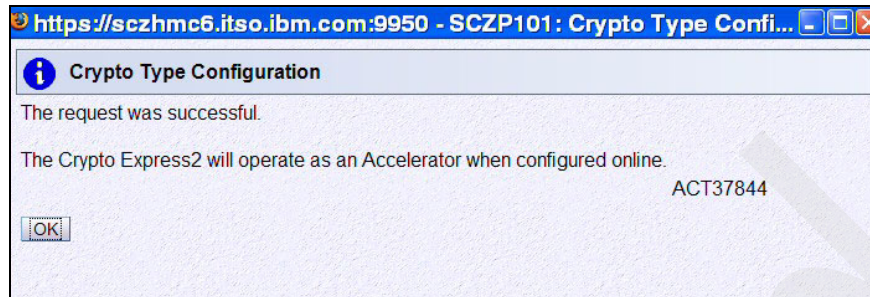 https://sczhmc6.itso.ibm.com:9950 - SCZP101: Crypto Type Confi...
Crypto Type Configuration
The request was successful.
The Crypto Express2 will operate as an Accelerator when configured online.
ACT37844
OK